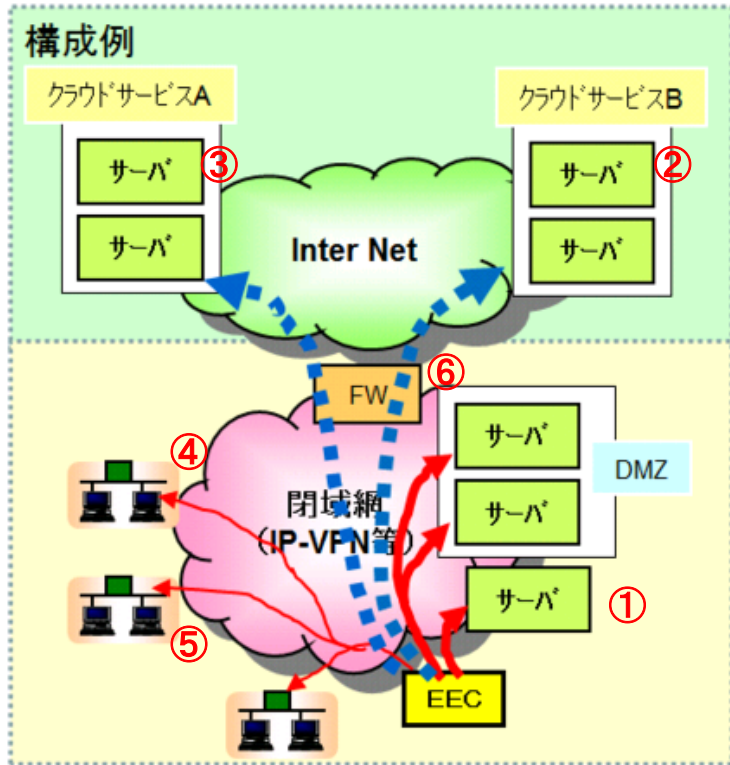 構成例
クラウドサービスA
クラウドサービスB
サーバ
③
サーバ
②
サーバ
サーバ
Inter Net
FW
⑥
サーバ
DMZ
サーバ
④
閉域網
(IP-VPN等)
サーバ
①
⑤
EEC